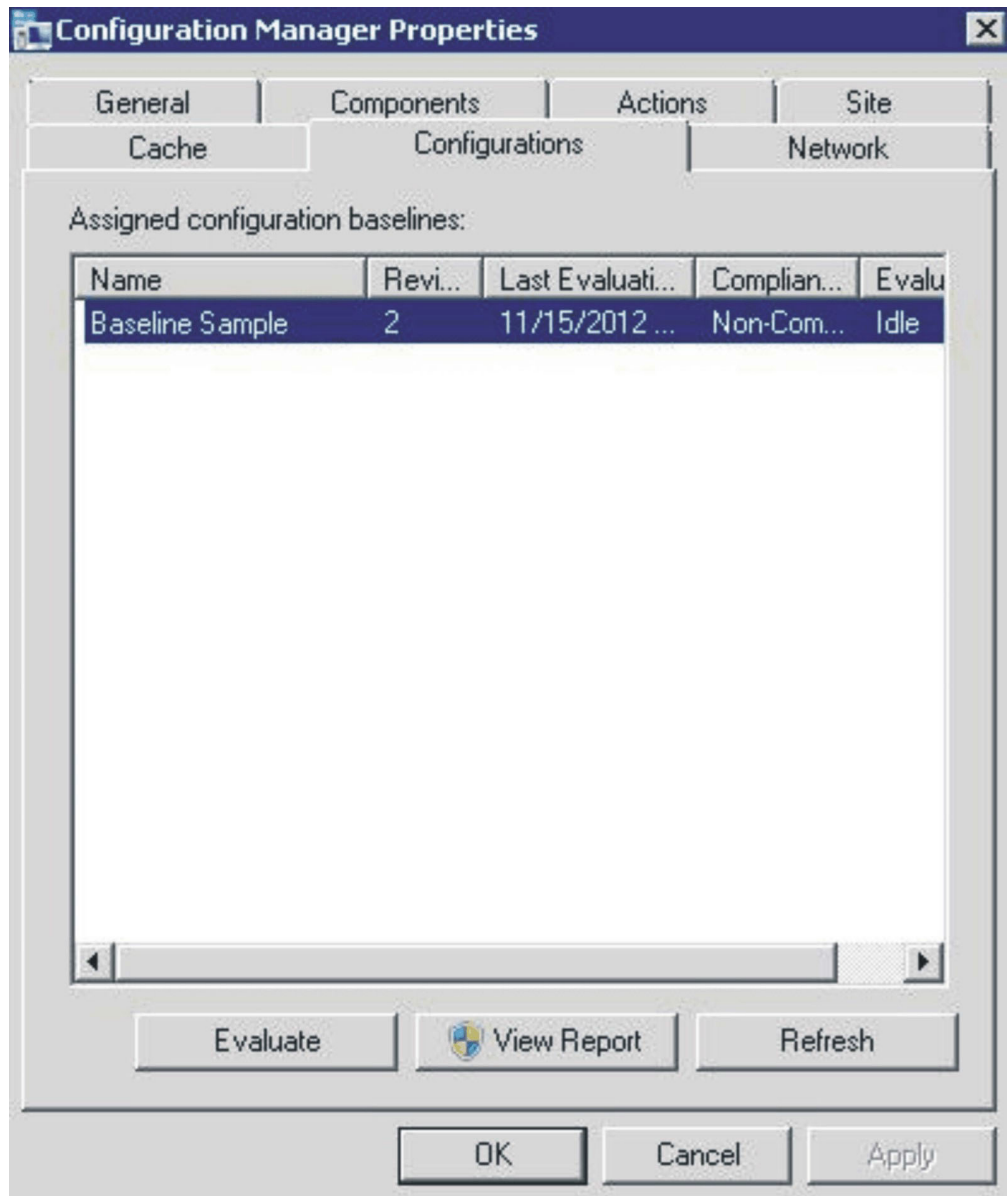 Configuration Manager Properties
General Components Actions Site
Cache Configurations Network
Assigned configuration baselines:
Name Revi... Last Evaluati... Complian... Evalu
Baseline Sample 2 11/15/2012 ... Non-Com... Idle
Evaluate View Report Refresh
OK Cancel Apply